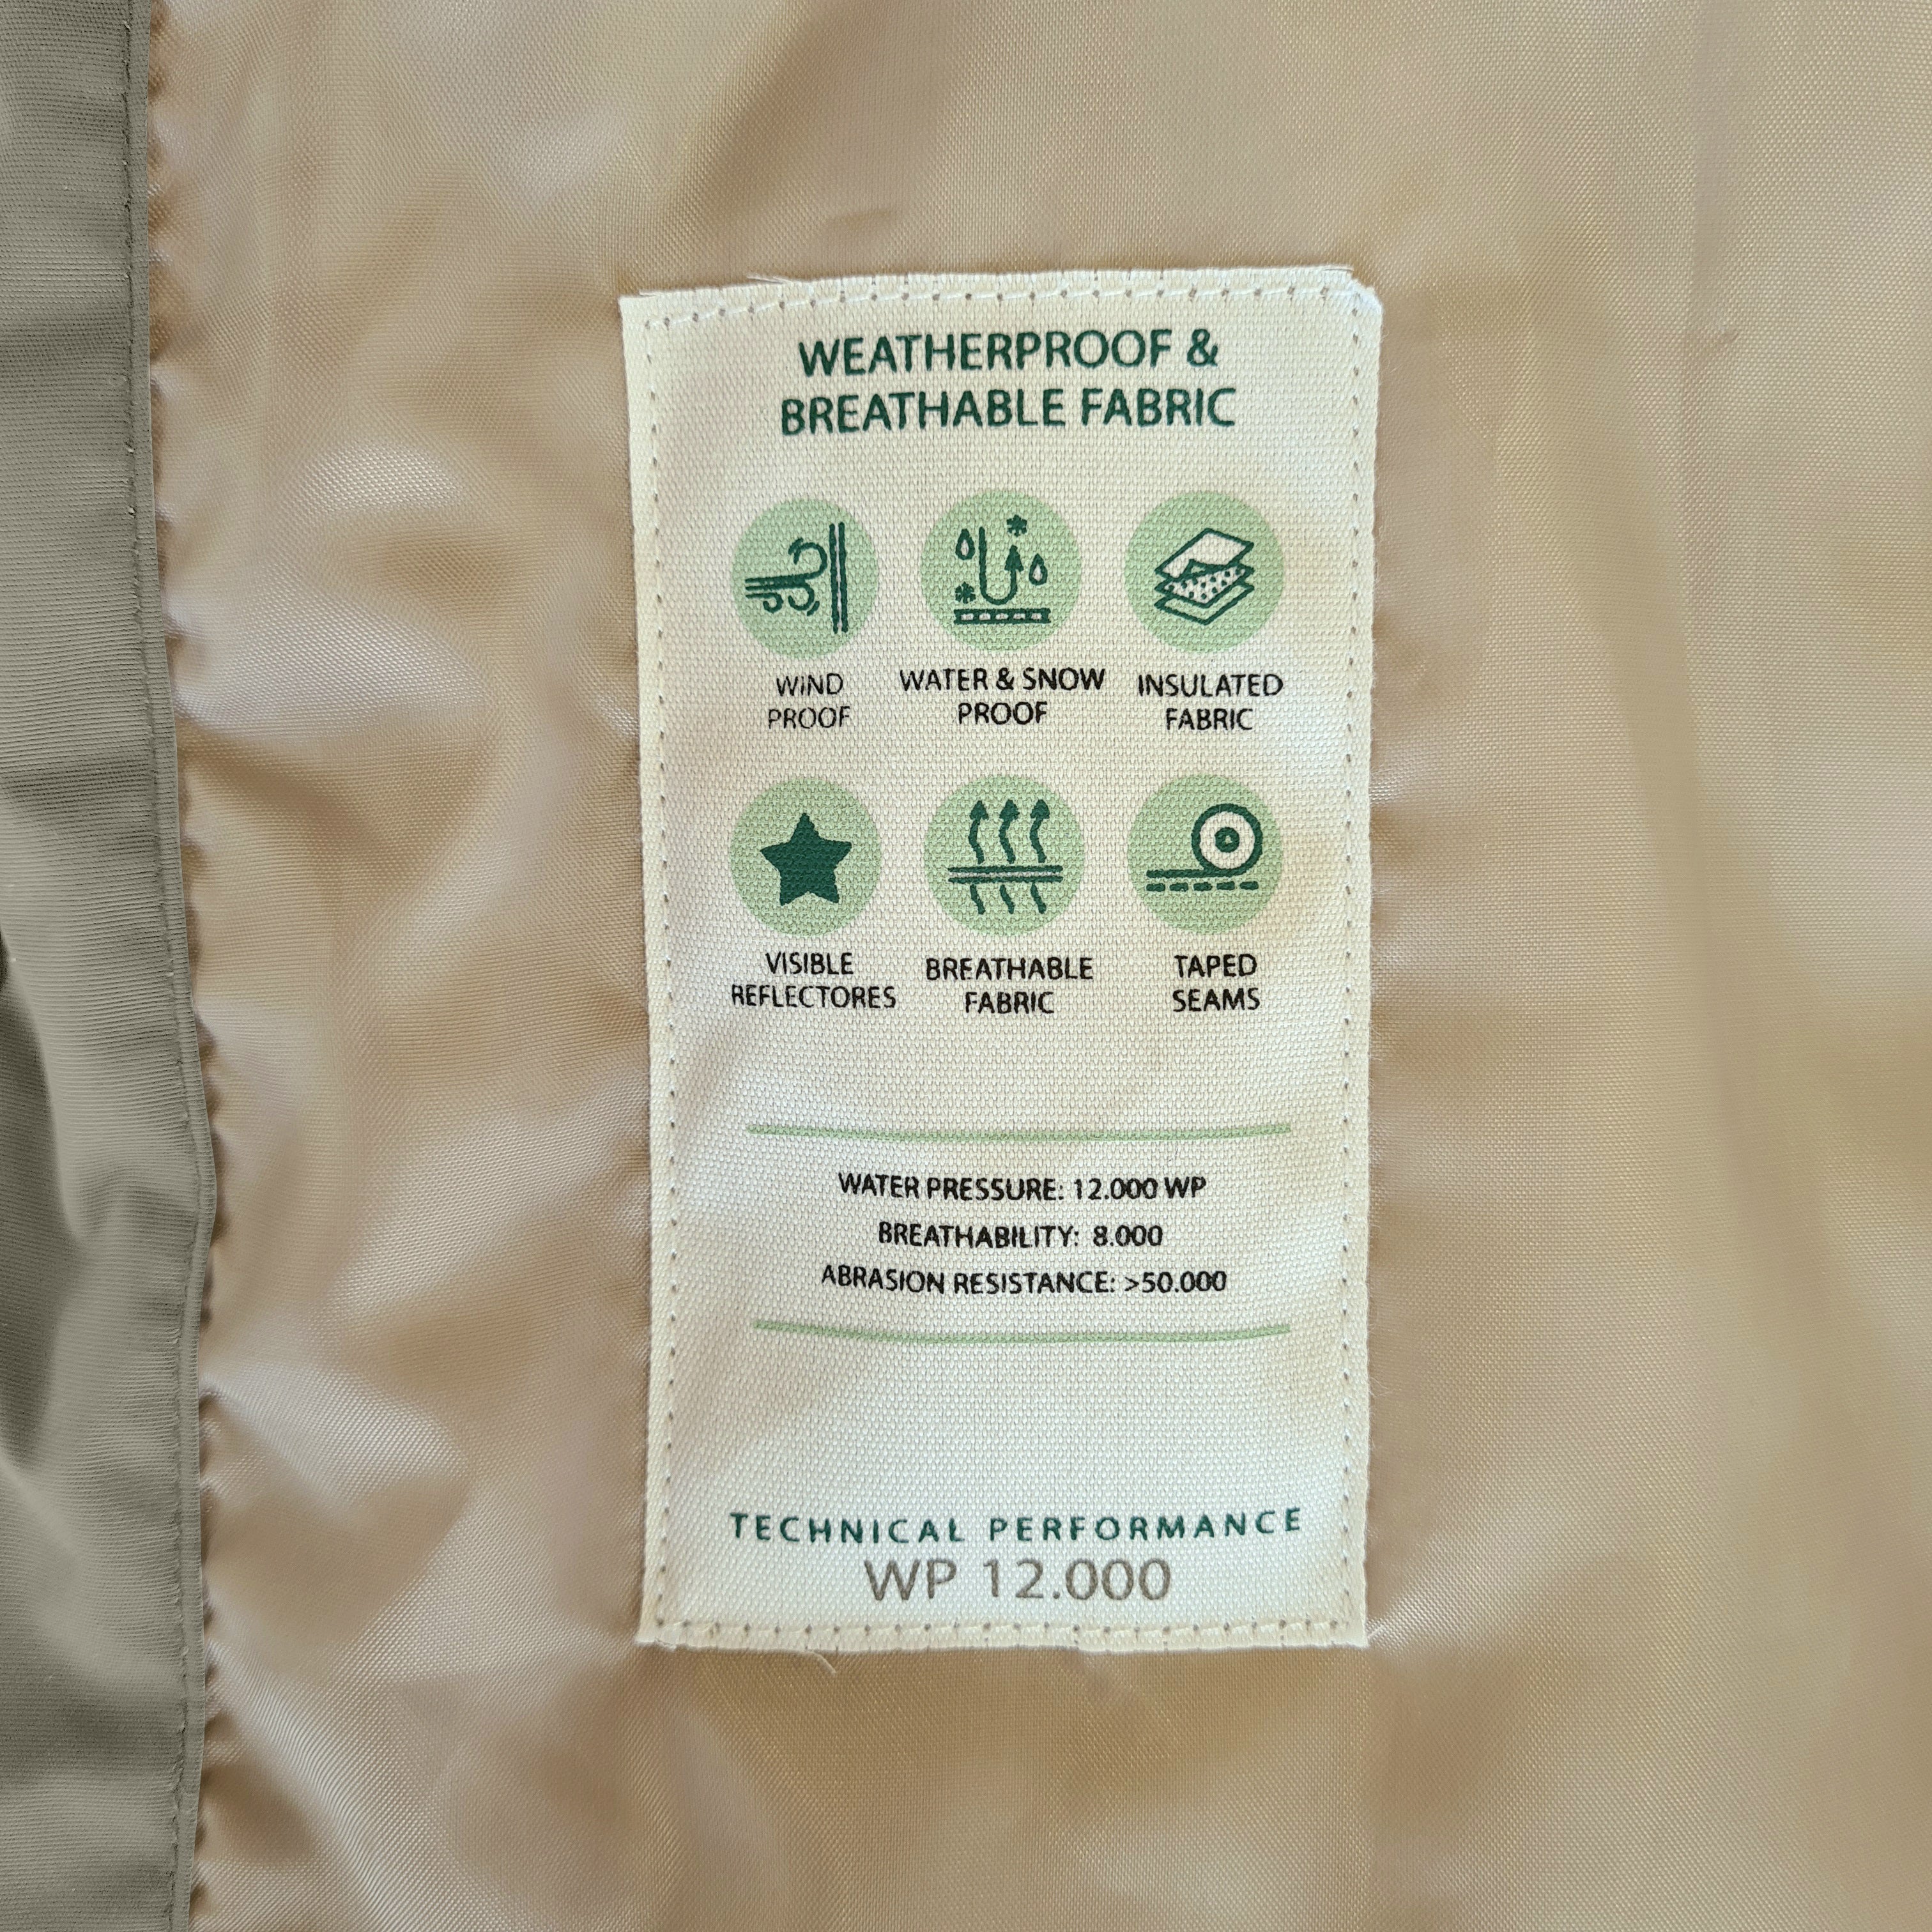 WEATHERPROOF &
BREATHABLE FABRIC
WIND
PROOF
WATER & SNOW
PROOF
INSULATED
FABRIC
VISIBLE
REFLECTORES
BREATHABLE
FABRIC
TAPED
SEAMS
WATER PRESSURE: 12.000 WP
BREATHABILITY: 8.000
ABRASION RESISTANCE: >50.000
TECHNICAL PERFORMANCE
WP 12.000